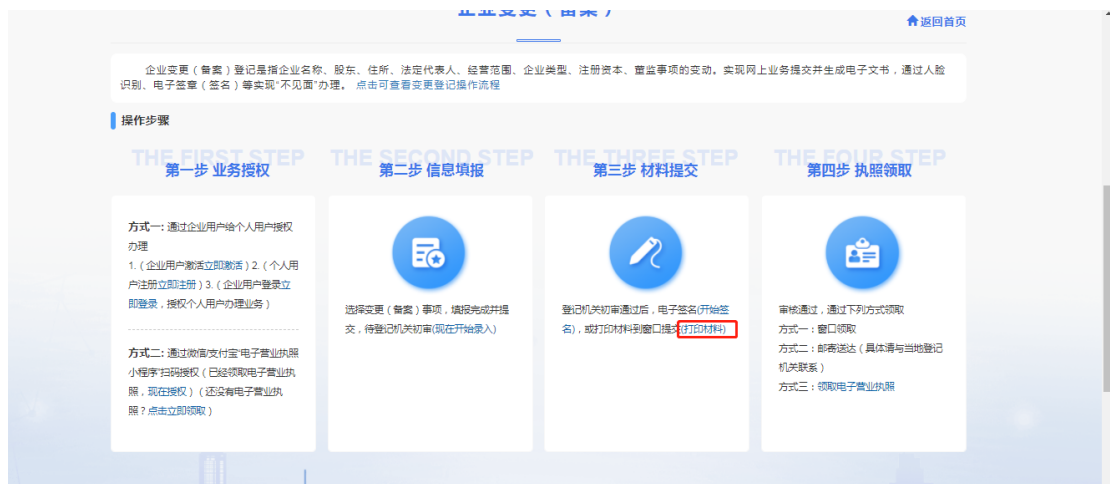 企业变更（备案）
返回首页
企业变更（备案）登记是指企业名称、股东、住所、法定代表人、经营范围、企业类型、注册资本、董监事项的变动。实现网上业务提交并生成电子文书，通过人脸
识别、电子签章（签名）等实现"不见面"办理。 点击可查看变更登记操作流程
操作步骤
THE FIRST STEP
第一步 业务授权
方式一: 通过企业用户给个人用户授权
办理
1.（企业用户激活立即激活）2.（个人用
户注册立即注册）3.（企业用户登录立
即登录，授权个人用户办理业务）
方式二: 通过微信/支付宝"电子营业执照
小程序"扫码授权（已经领取电子营业执
照，现在授权）（还没有电子营业执
照？点击立即领取）
THE SECOND STEP
第二步 信息填报
选择变更（备案）事项，填报完成并提
交，待登记机关初审(现在开始录入)
THE THREE STEP
第三步 材料提交
登记机关初审通过后，电子签名(开始签
名)，或打印材料到窗口提交(打印材料)
THE FOUR STEP
第四步 执照领取
审核通过，通过下列方式领取
方式一：窗口领取
方式二：邮寄送达（具体请与当地登记
机关联系）
方式三：领取电子营业执照